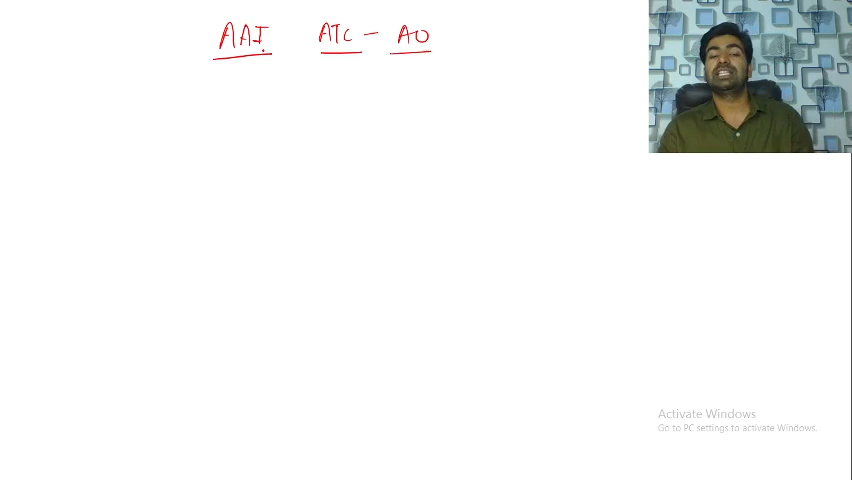 AAI ATC - AO
Activate Windows
Go to PC settings to activate Windows.